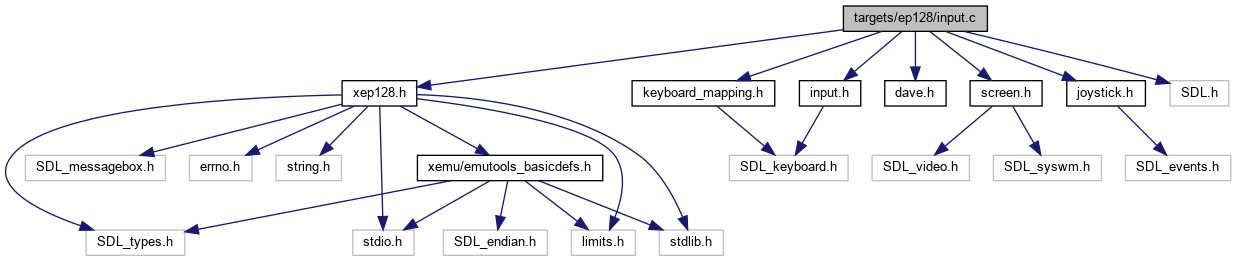 targets/ep128/input.c
xep128.h
keyboard_mapping.h
input.h
dave.h
screen.h
joystick.h
SDL.h
SDL_messagebox.h
errno.h
string.h
xemu/emutools_basicdefs.h
SDL_keyboard.h
SDL_video.h
SDL_syswm.h
SDL_events.h
SDL_types.h
stdio.h
SDL_endian.h
limits.h
stdlib.h